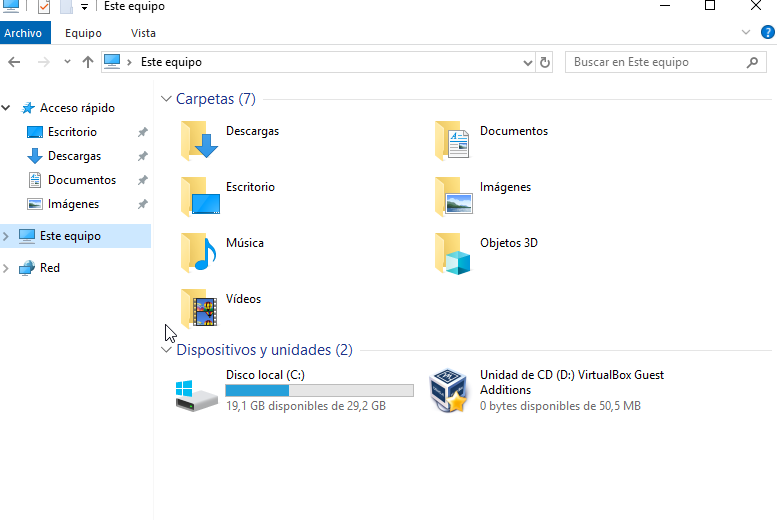 Este equipo
Archivo
Equipo
Vista
Este equipo
Buscar en Este equipo
Acceso rápido
Escritorio
Descargas
Documentos
Imágenes
Este equipo
Red
Carpetas (7)
Descargas
Documentos
Escritorio
Imágenes
Música
Objetos 3D
Vídeos
Dispositivos y unidades (2)
Disco local (C:)
19,1 GB disponibles de 29,2 GB
Unidad de CD (D:) VirtualBox Guest
Additions
0 bytes disponibles de 50,5 MB